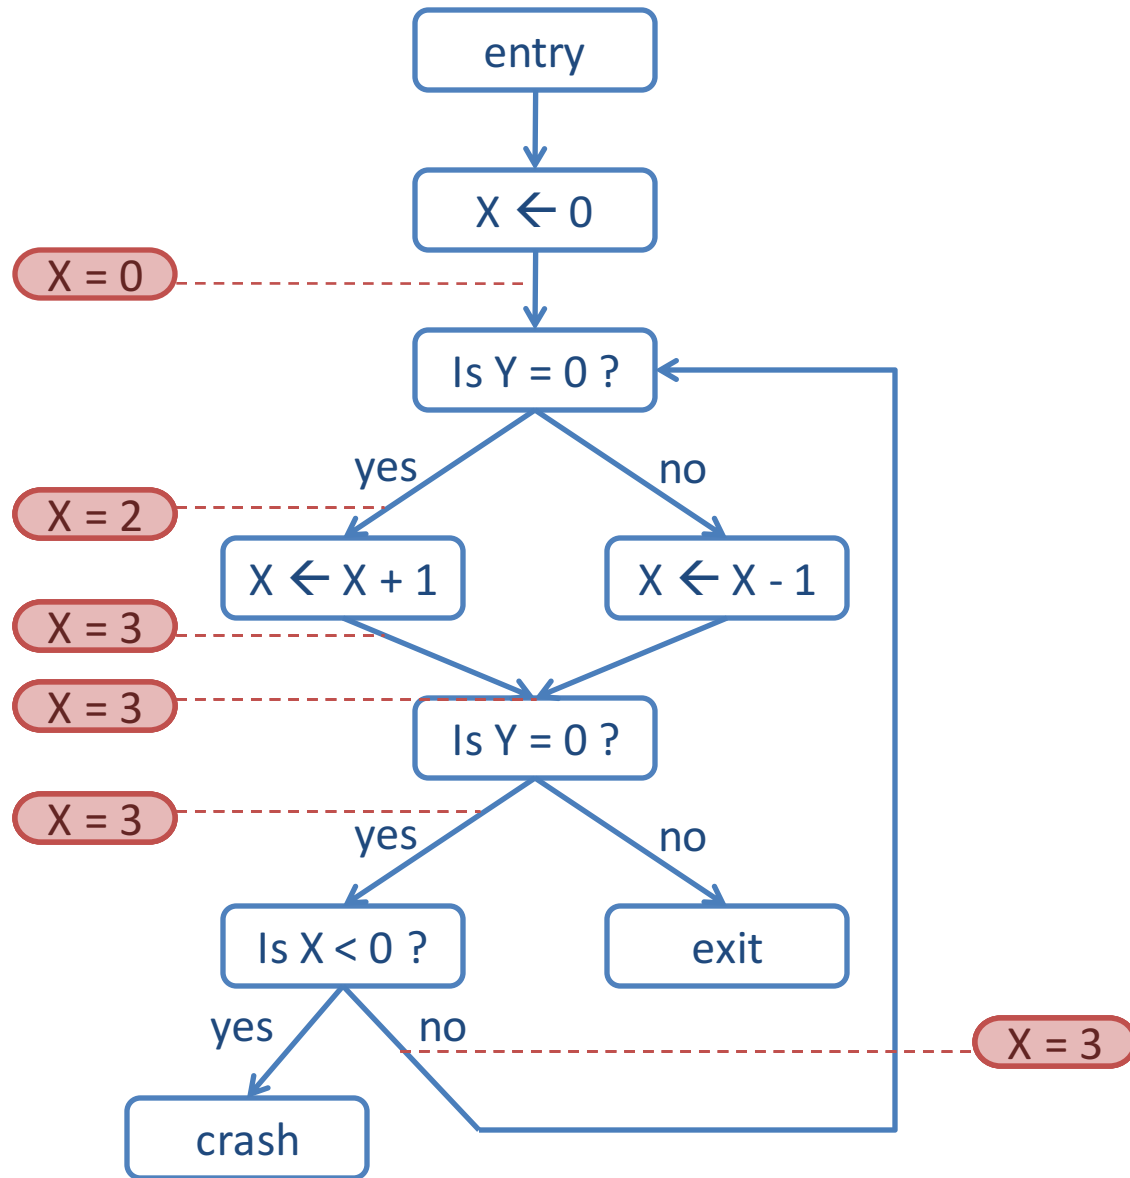 entry
X ← 0
X = 0
Is Y = 0 ?
yes
no
X = 2
X ← X + 1
X ← X - 1
X = 3
X = 3
Is Y = 0 ?
X = 3
yes
no
Is X < 0 ?
exit
yes
no
X = 3
crash